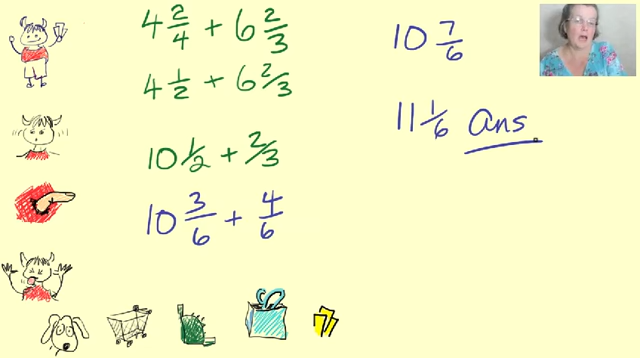 4 2/4 + 6 2/3
4 1/2 + 6 2/3
10 1/2 + 2/3
10 3/6 + 4/6
10 7/6
11 1/6 ans.